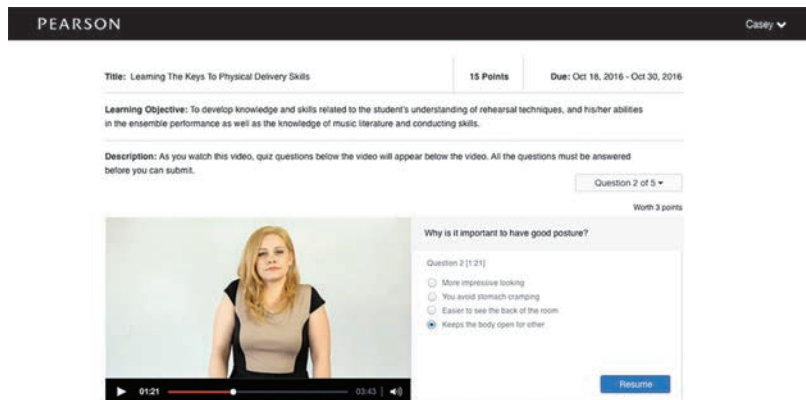 PEARSON
Casey
Title: Learning The Keys To Physical Delivery Skills
15 Points
Due: Oct 18, 2016 - Oct 30, 2016
Learning Objective: To develop knowledge and skills related to the student's understanding of rehearsal techniques, and his/her abilities
in the ensemble performance as well as the knowledge of music literature and conducting skills.
Description: As you watch this video, quiz questions below the video will appear below the video. All the questions must be answered
before you can submit.
Question 2 of 5
Worth 3 points
Why is it important to have good posture?
Question 2 [1:21]
More impressive looking
You avoid stomach cramping
Easier to see the back of the room
Keeps the body open for other
Resume
01:21
03:43